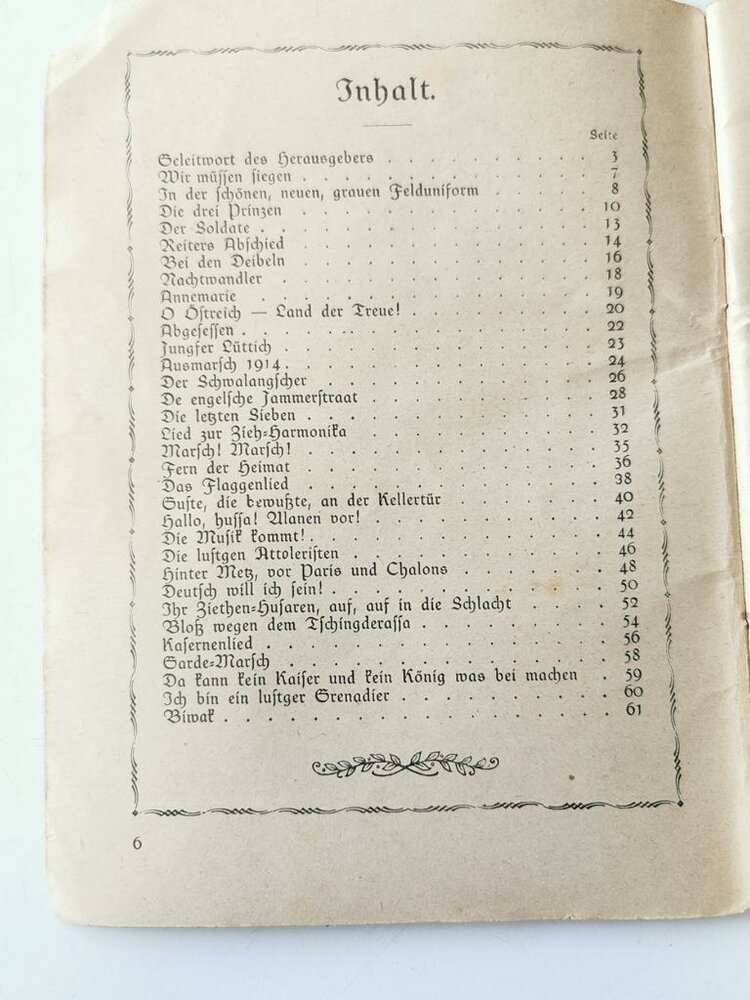 Inhalt.
Seite
Geleitwort des Herausgebers . . . . . . . . . . 3
Wir müssen siegen . . . . . . . . . . . . . . 7
In der schönen, neuen, grauen Felduniform . . . . . . 8
Die drei Prinzen . . . . . . . . . . . . . . 10
Der Soldate . . . . . . . . . . . . . . . . 13
Reiters Abschied . . . . . . . . . . . . . . 14
Bei den Deibeln . . . . . . . . . . . . . . 16
Nachtwandler . . . . . . . . . . . . . . . 18
Annemarie . . . . . . . . . . . . . . . . 19
O Östreich — Land der Treue! . . . . . . . . . 20
Abgesessen . . . . . . . . . . . . . . . . 22
Jungfer Lüttich . . . . . . . . . . . . . . . 23
Ausmarsch 1914 . . . . . . . . . . . . . . 24
Der Schwalangscher . . . . . . . . . . . . . 26
De engelsche Jammerstraat . . . . . . . . . . . 28
Die letzten Sieben . . . . . . . . . . . . . . 31
Lied zur Zieh-Harmonika . . . . . . . . . . . 32
Marsch! Marsch! . . . . . . . . . . . . . . 35
Fern der Heimat . . . . . . . . . . . . . . 36
Das Flaggenlied . . . . . . . . . . . . . . 38
Guste, die bewußte, an der Kellertür . . . . . . . . 40
Hallo, hussa! Ulanen vor! . . . . . . . . . . . 42
Die Musik kommt! . . . . . . . . . . . . . . 44
Die lustgen Attoleristen . . . . . . . . . . . . 46
Hinter Metz, vor Paris und Chalons . . . . . . . 48
Deutsch will ich sein! . . . . . . . . . . . . . 50
Ihr Ziethen-Husaren, auf, auf in die Schlacht . . . . 52
Bloß wegen dem Tschingderassa . . . . . . . . . 54
Kasernenlied . . . . . . . . . . . . . . . . 56
Garde-Marsch . . . . . . . . . . . . . . . 58
Da kann kein Kaiser und kein König was bei machen . 59
Ich bin ein lustger Grenadier . . . . . . . . . . 60
Biwak . . . . . . . . . . . . . . . . . . 61
6